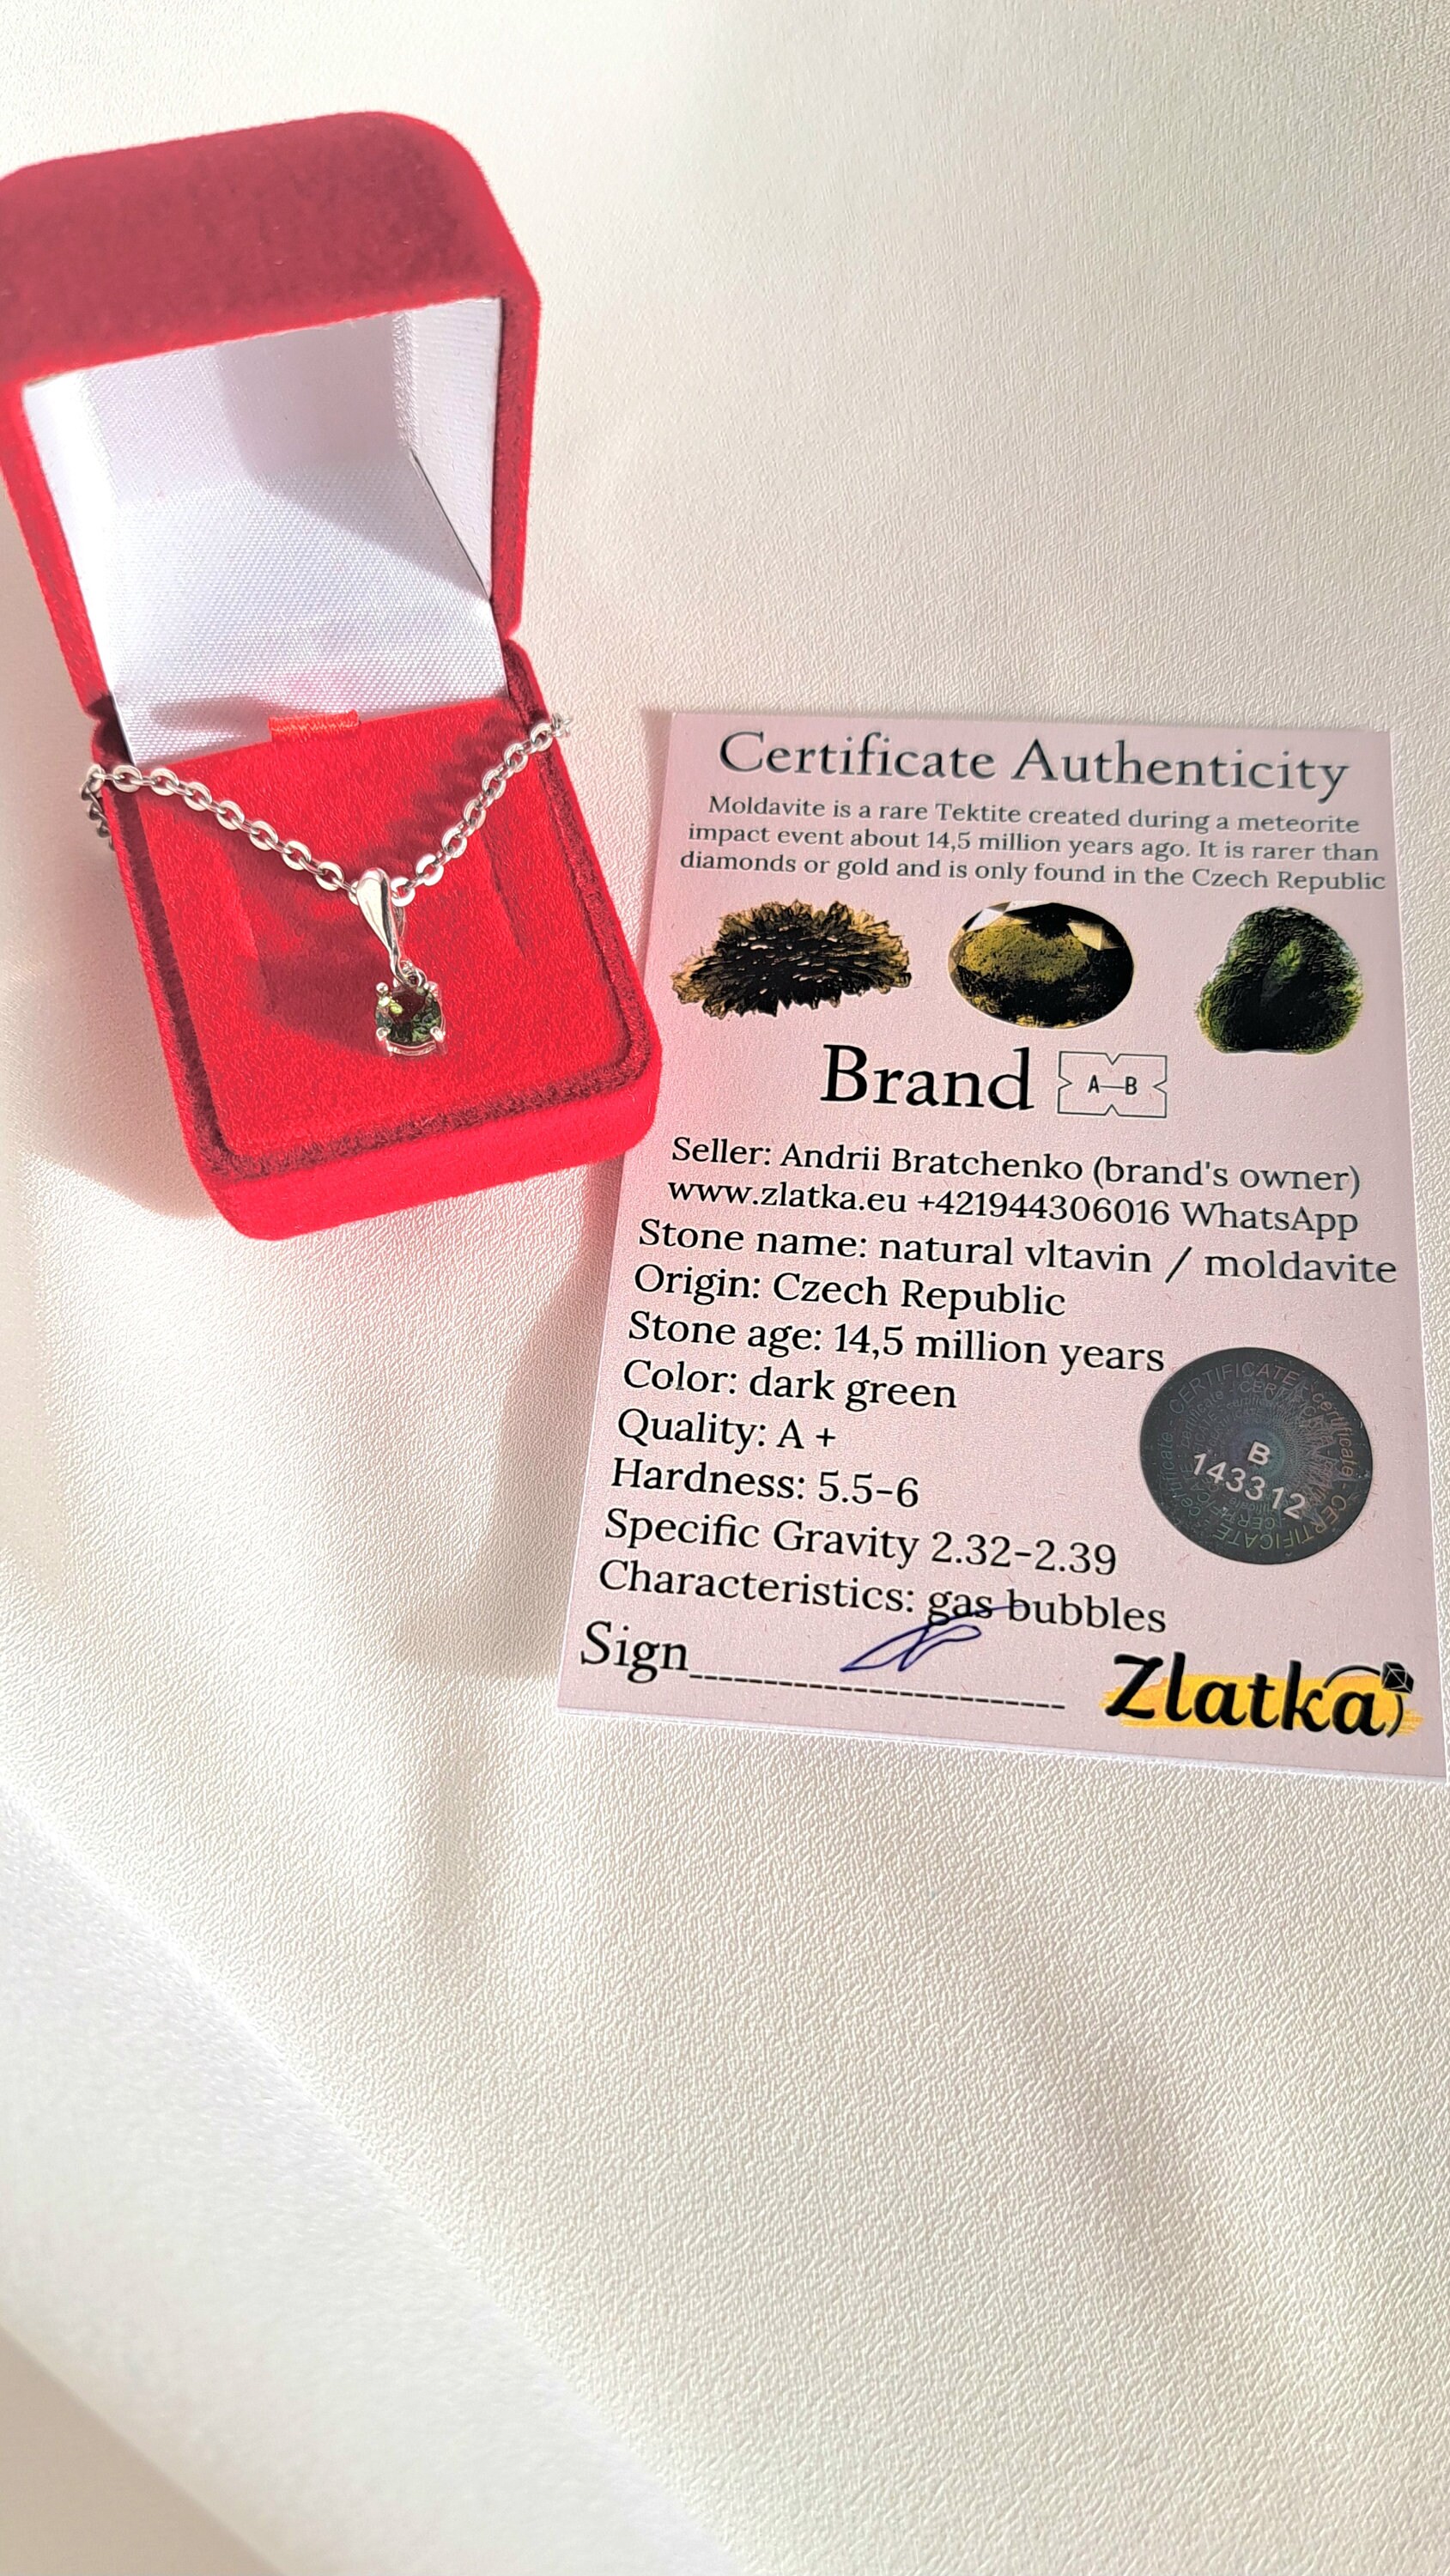 Certificate Authenticity
Moldavite is a rare Tektite created during a meteorite
impact event about 14,5 million years ago. It is rarer than
diamonds or gold and is only found in the Czech Republic
Brand A—B
Seller: Andrii Bratchenko (brand's owner)
www.zlatka.eu +421944306016 WhatsApp
Stone name: natural vltavin / moldavite
Origin: Czech Republic
Stone age: 14,5 million years
Color: dark green
Quality: A +
Hardness: 5.5-6
Specific Gravity 2.32-2.39
Characteristics: gas bubbles
Sign
CERTIFICATE
B
143312
CERTIFICATE
Zlatka